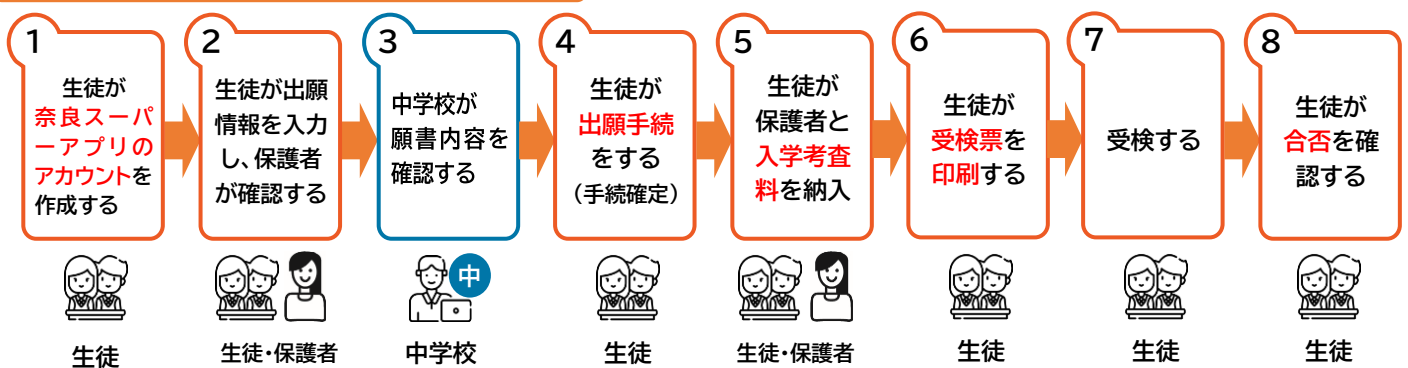 1
生徒が
奈良スーパ
ーアプリの
アカウントを
作成する
生徒
2
生徒が出願
情報を入力
し、保護者
が確認する
生徒・保護者
3
中学校が
願書内容を
確認する
中
中学校
4
生徒が
出願手続
をする
（手続確定）
生徒
5
生徒が
保護者と
入学考査
料を納入
生徒・保護者
6
生徒が
受検票を
印刷する
生徒
7
受検する
生徒
8
生徒が
合否を確
認する
生徒